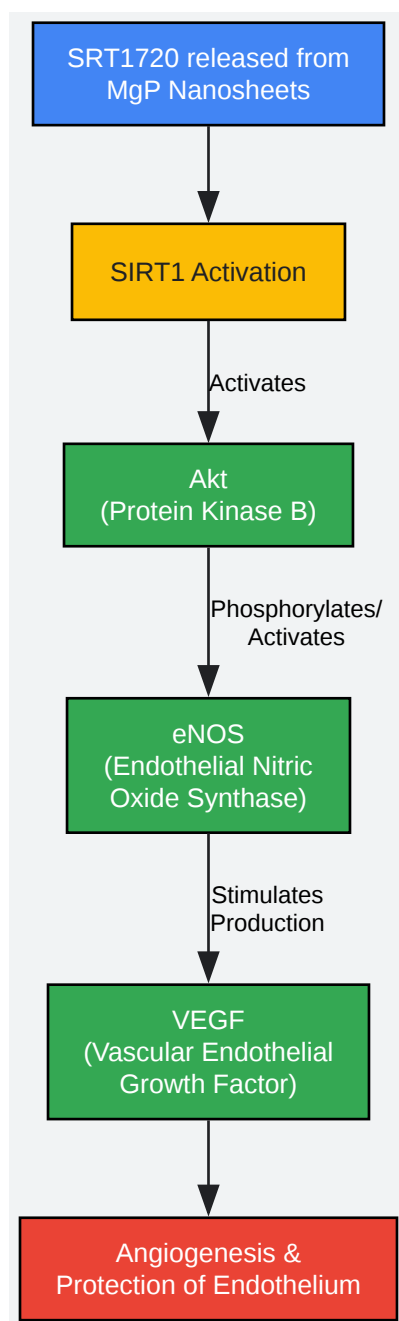 SRT1720 released from
MgP Nanosheets
SIRT1 Activation
Activates
Akt
(Protein Kinase B)
Phosphorylates/
Activates
eNOS
(Endothelial Nitric
Oxide Synthase)
Stimulates
Production
VEGF
(Vascular Endothelial
Growth Factor)
Angiogenesis &
Protection of Endothelium